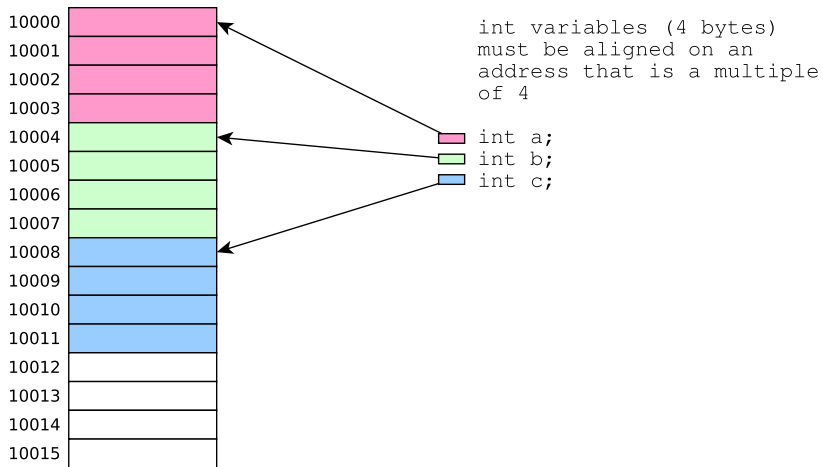 10000
10001
10002
10003
10004
10005
10006
10007
10008
10009
10010
10011
10012
10013
10014
10015
int variables (4 bytes)
must be aligned on an
address that is a multiple
of 4
int a;
int b;
int c;